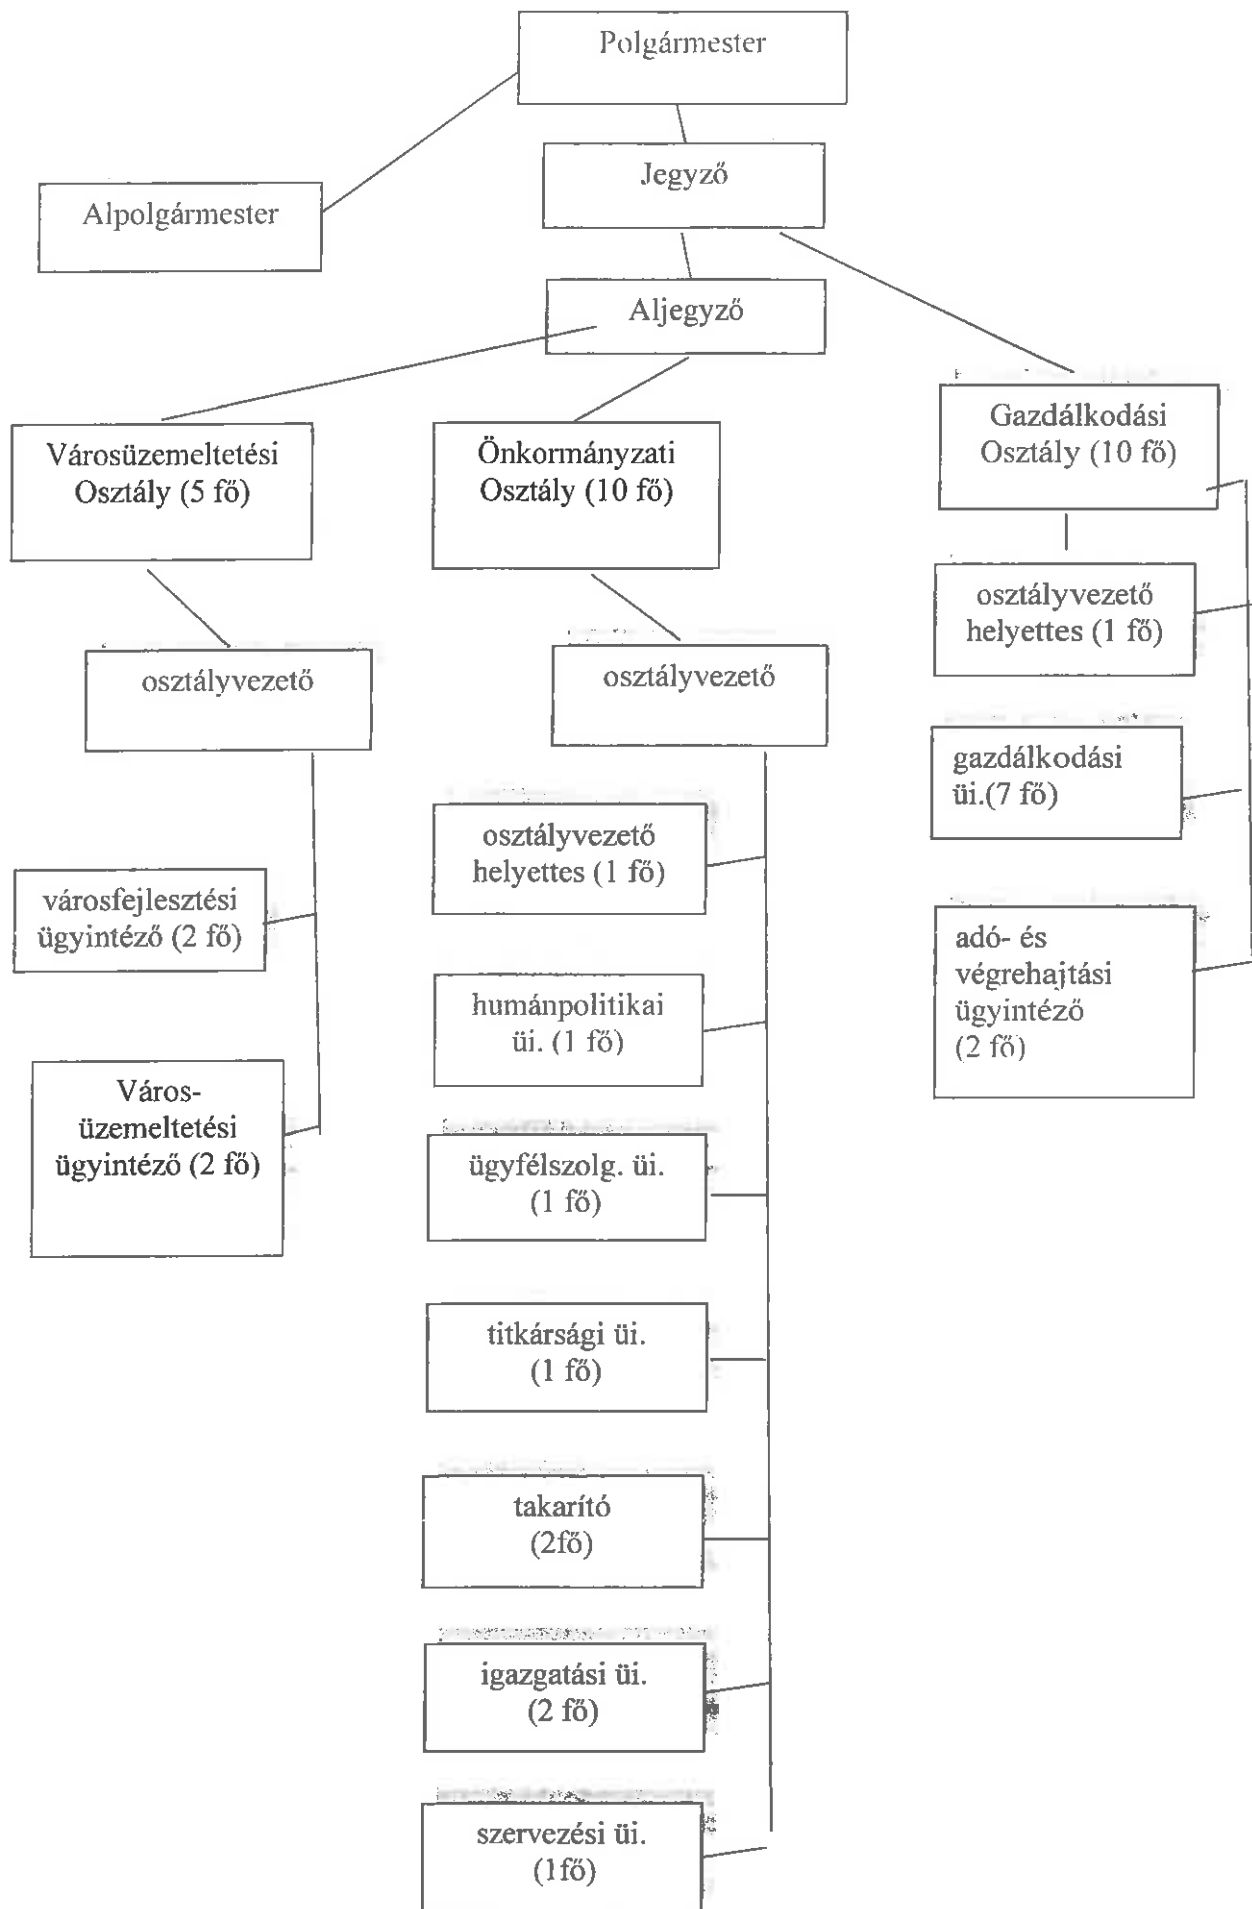 Polgármester
Jegyző
Alpolgármester
Aljegyző
Városüzemeltetési
Osztály (5 fő)
Önkormányzati
Osztály (10 fő)
Gazdálkodási
Osztály (10 fő)
osztályvezető
osztályvezető
osztályvezető
helyettes (1 fő)
gazdálkodási
üi.(7 fő)
adó- és
végrehajtási
ügyintéző
(2 fő)
városfejlesztési
ügyintéző (2 fő)
Város-
üzemeltetési
ügyintéző (2 fő)
osztályvezető
helyettes (1 fő)
humánpolitikai
üi. (1 fő)
ügyfélszolg. üi.
(1 fő)
titkársági üi.
(1 fő)
takarító
(2fő)
igazgatási üi.
(2 fő)
szervezési üi.
(1fő)